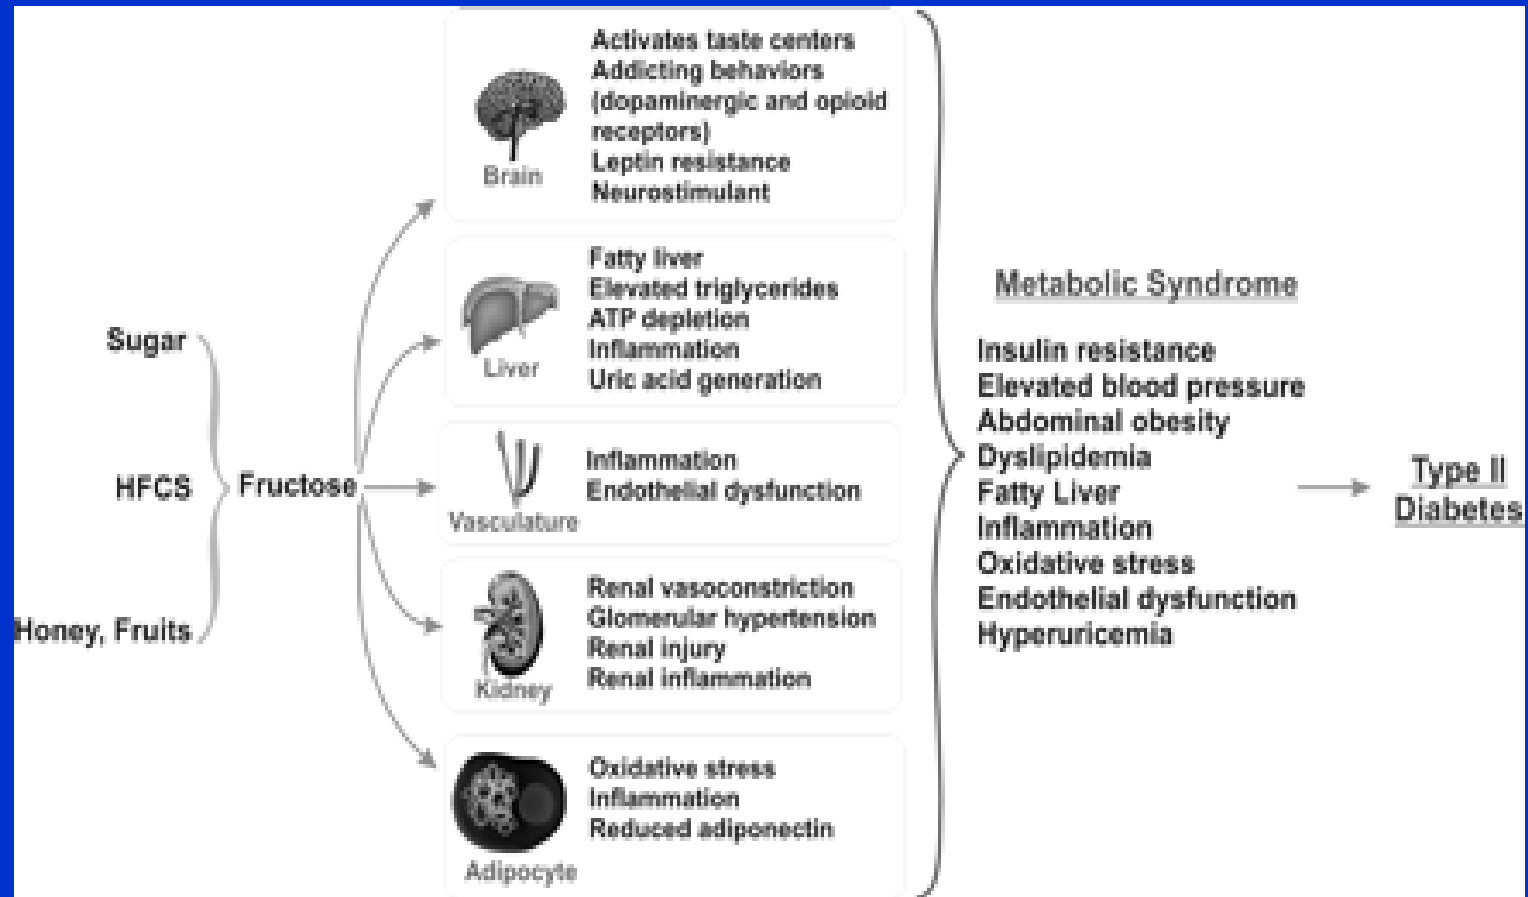 Sugar
HFCS
Honey, Fruits
Fructose
Activates taste centers
Addicting behaviors
(dopaminergic and opioid
receptors)
Leptin resistance
Neurostimulant
Brain
Fatty liver
Elevated triglycerides
ATP depletion
Inflammation
Uric acid generation
Liver
Inflammation
Endothelial dysfunction
Vasculature
Renal vasoconstriction
Glomerular hypertension
Renal injury
Renal inflammation
Kidney
Oxidative stress
Inflammation
Reduced adiponectin
Adipocyte
Metabolic Syndrome
Insulin resistance
Elevated blood pressure
Abdominal obesity
Dyslipidemia
Fatty Liver
Inflammation
Oxidative stress
Endothelial dysfunction
Hyperuricemia
Type II
Diabetes